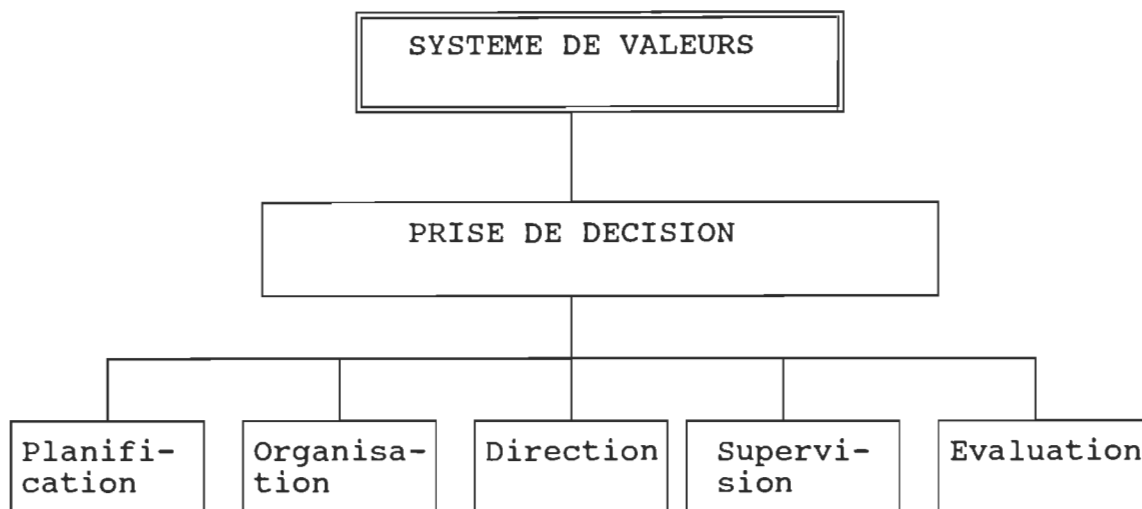 SYSTEME DE VALEURS
PRISE DE DECISION
Planifi-
cation
Organisa-
tion
Direction
Supervi-
sion
Evaluation